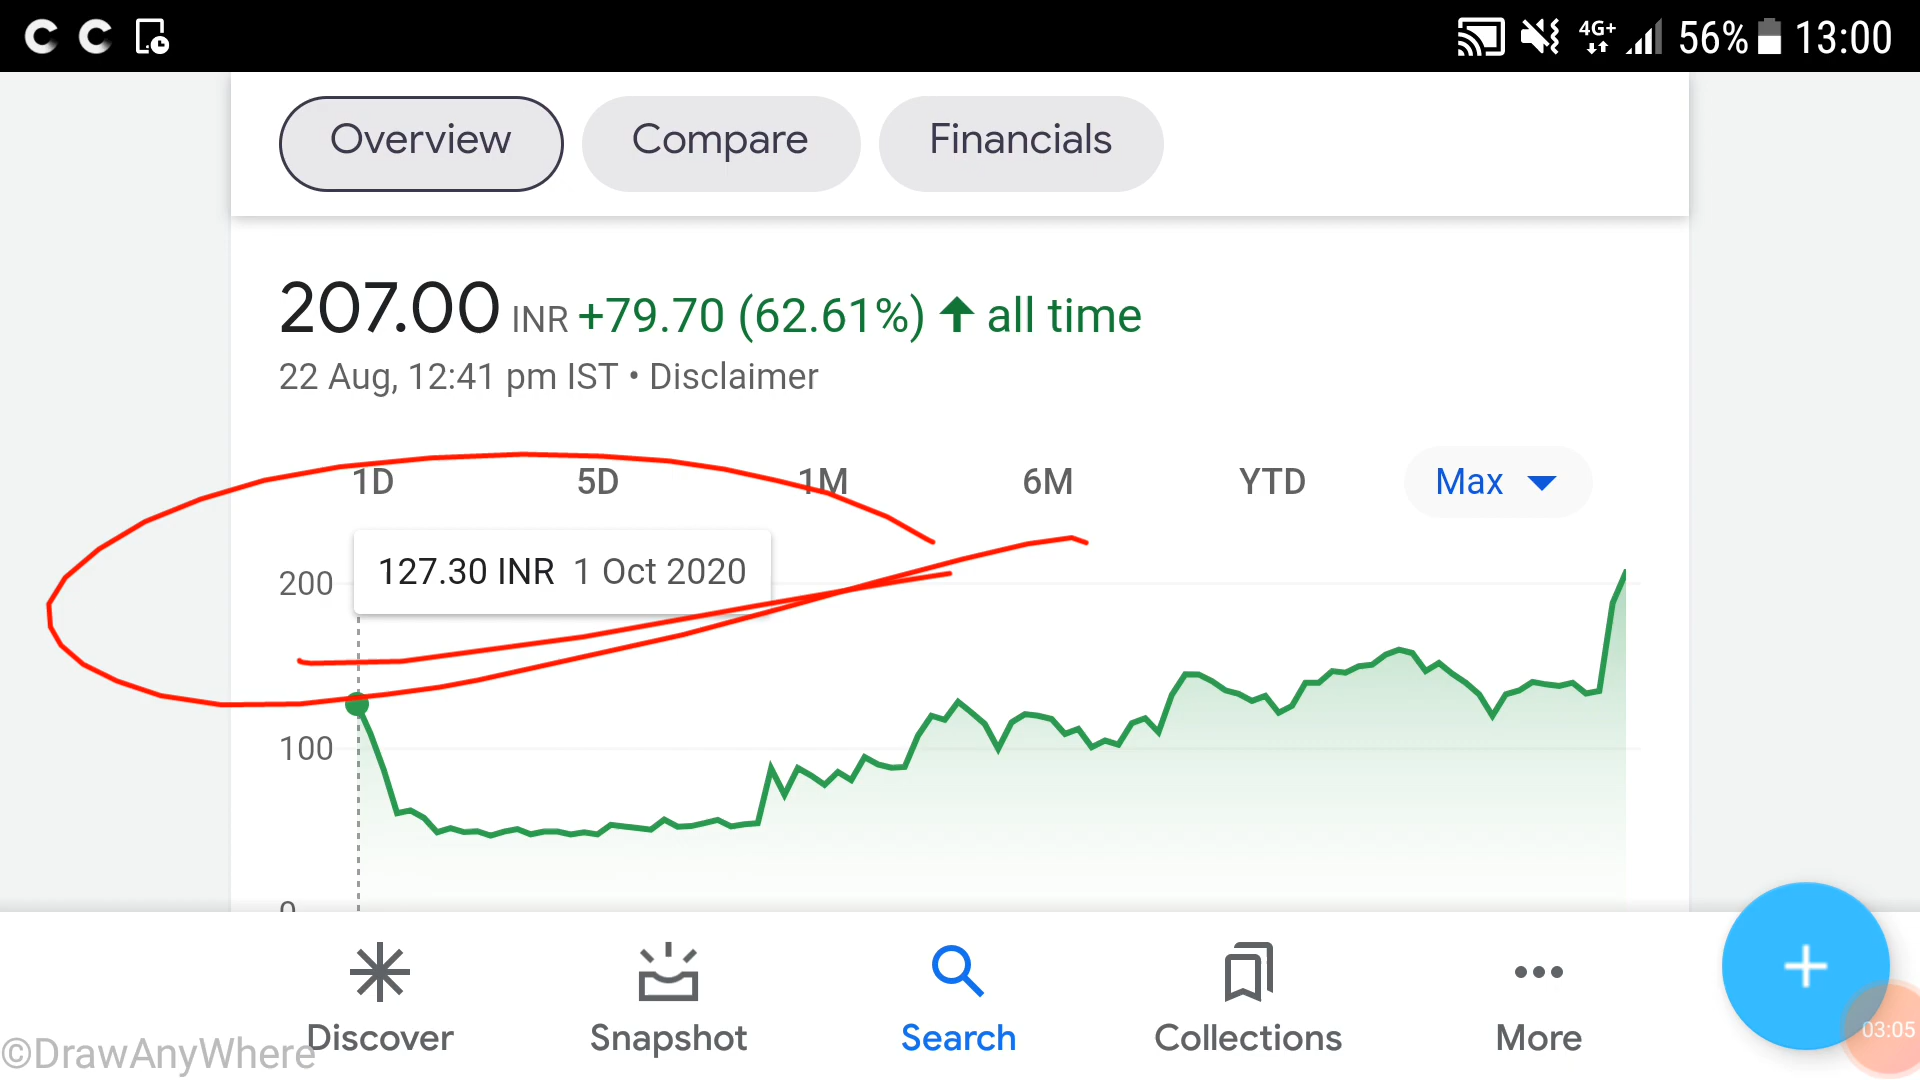 56% 13:00
4G+
Overview Compare Financials
207.00 INR +79.70 (62.61%) all time
22 Aug, 12:41 pm IST • Disclaimer
1D 5D 1M 6M YTD Max
127.30 INR 1 Oct 2020
200
100
0
Discover Snapshot Search Collections More
03:05
©DrawAnyWhere